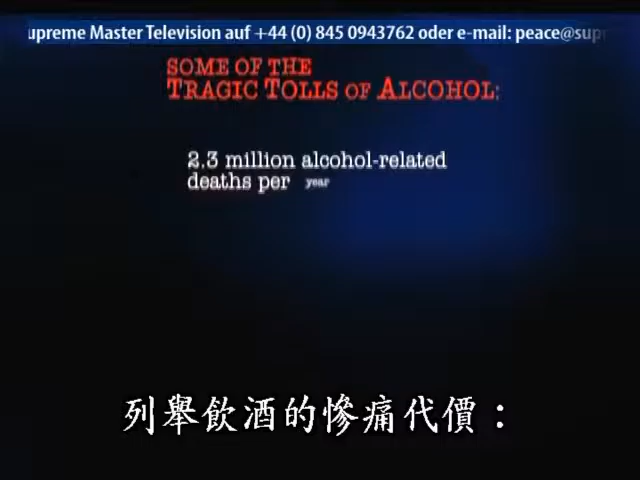 upreme Master Television auf +44 (0) 845 0943762 oder e-mail: peace@sup
SOME OF THE
TRAGIC TOLLS OF ALCOHOL:
2.3 million alcohol-related
deaths per year
列舉飲酒的慘痛代價：